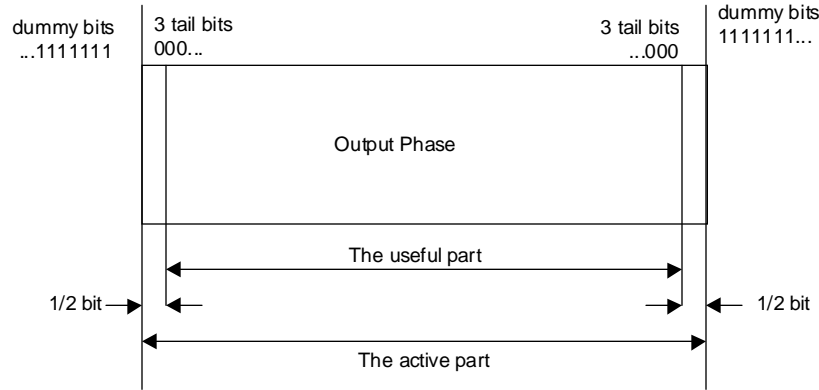 dummy bits
...1111111
3 tail bits
000...
3 tail bits
...000
dummy bits
1111111...
Output Phase
The useful part
1/2 bit
1/2 bit
The active part